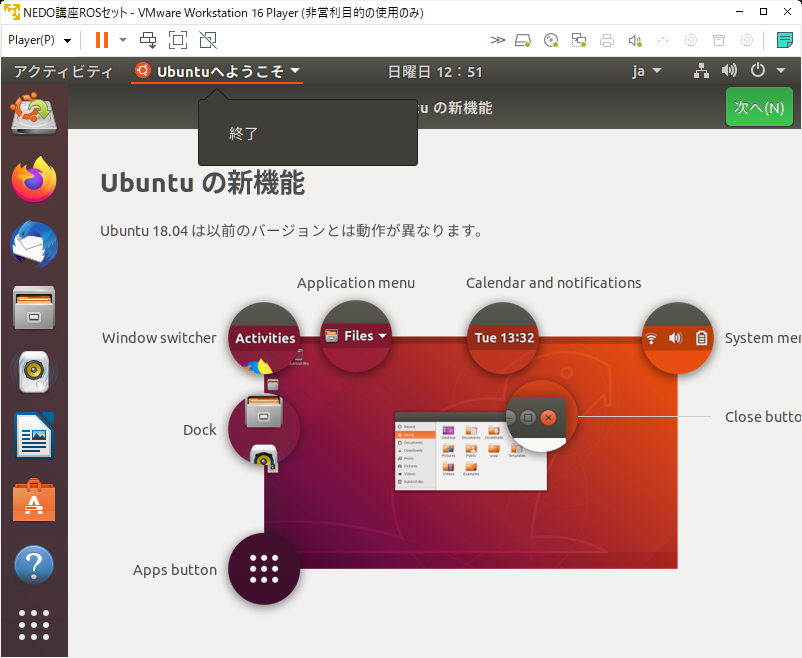 NEDO講座ROSセット - VMware Workstation 16 Player (非営利目的の使用のみ)
Player(P)
アクティビティ
Ubuntuへようこそ
日曜日 12：51
ja
u の新機能
次へ(N)
終了
Ubuntu の新機能
Ubuntu 18.04 は以前のバージョンとは動作が異なります。
Application menu
Calendar and notifications
Window switcher
Activities
Files
Tue 13:32
System men
Close butto
Dock
Apps button